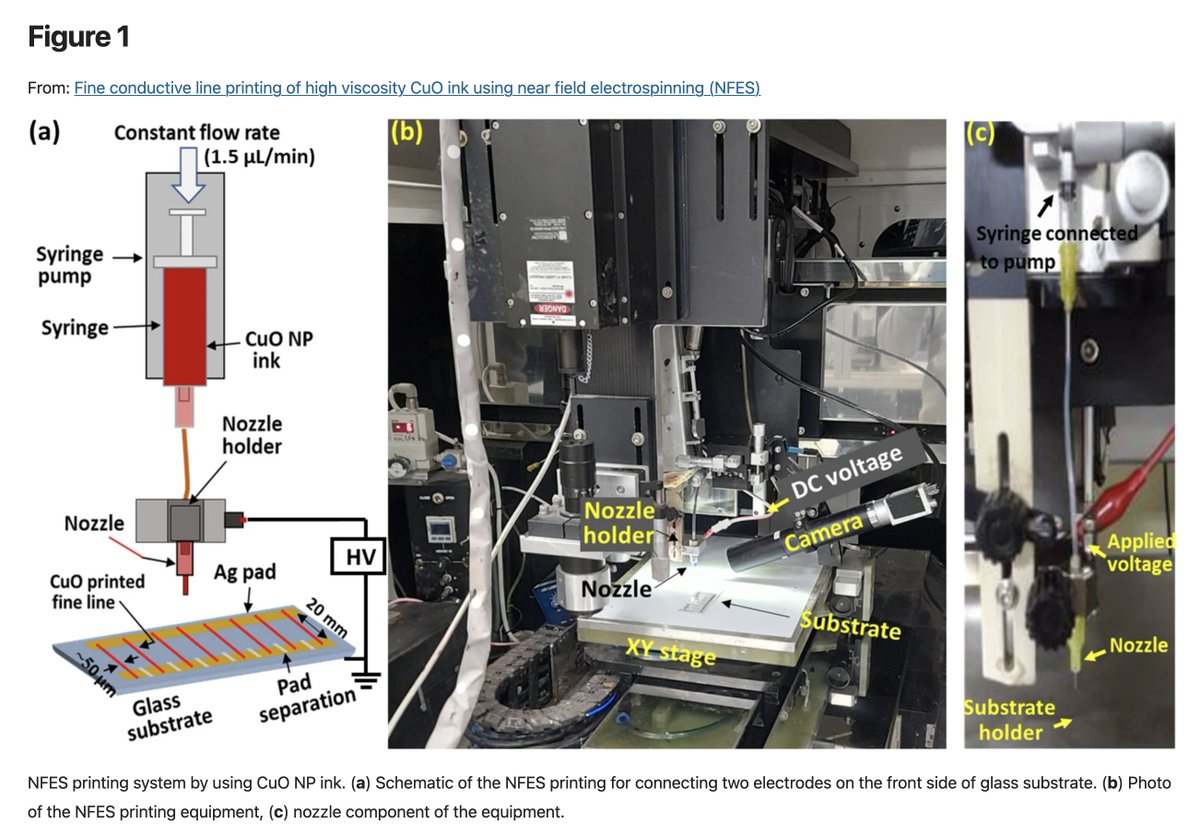 Figure 1
From: Fine conductive line printing of high viscosity CuO ink using near field electrospinning (NFES)
(a)
Constant flow rate
(1.5 µL/min)
Syringe
pump
Syringe
CuO NP
ink
Nozzle
holder
Nozzle
HV
CuO printed
fine line
Ag pad
20 mm
~50 µm
Glass
substrate
Pad
separation
(b)
DANGER
DC voltage
Nozzle
holder
Camera
Nozzle
Substrate
XY stage
(c)
Syringe connected
to pump
Applied
voltage
Nozzle
Substrate
holder
NFES printing system by using CuO NP ink. (a) Schematic of the NFES printing for connecting two electrodes on the front side of glass substrate. (b) Photo
of the NFES printing equipment, (c) nozzle component of the equipment.